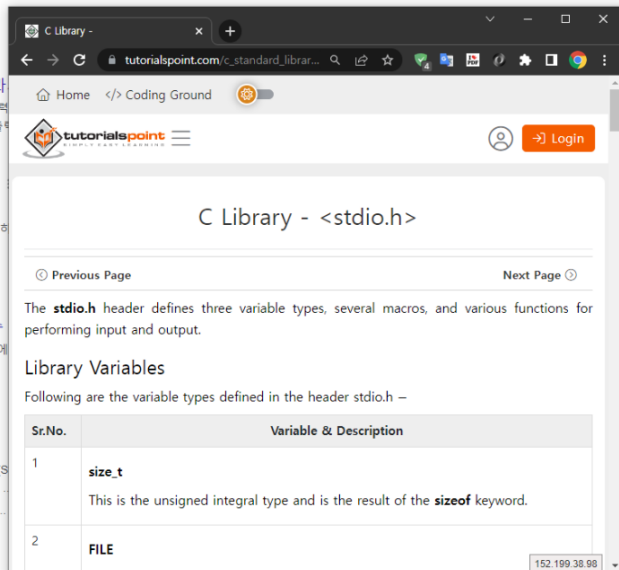 C Library -
tutorialspoint.com/c_standard_librar...
Home </> Coding Ground
tutorialspoint
SIMPLY EASY LEARNING
Login
C Library - <stdio.h>
Previous Page
Next Page
The stdio.h header defines three variable types, several macros, and various functions for
performing input and output.
Library Variables
Following are the variable types defined in the header stdio.h –
Sr.No. Variable & Description
1
size_t
This is the unsigned integral type and is the result of the sizeof keyword.
2
FILE
152.199.38.98